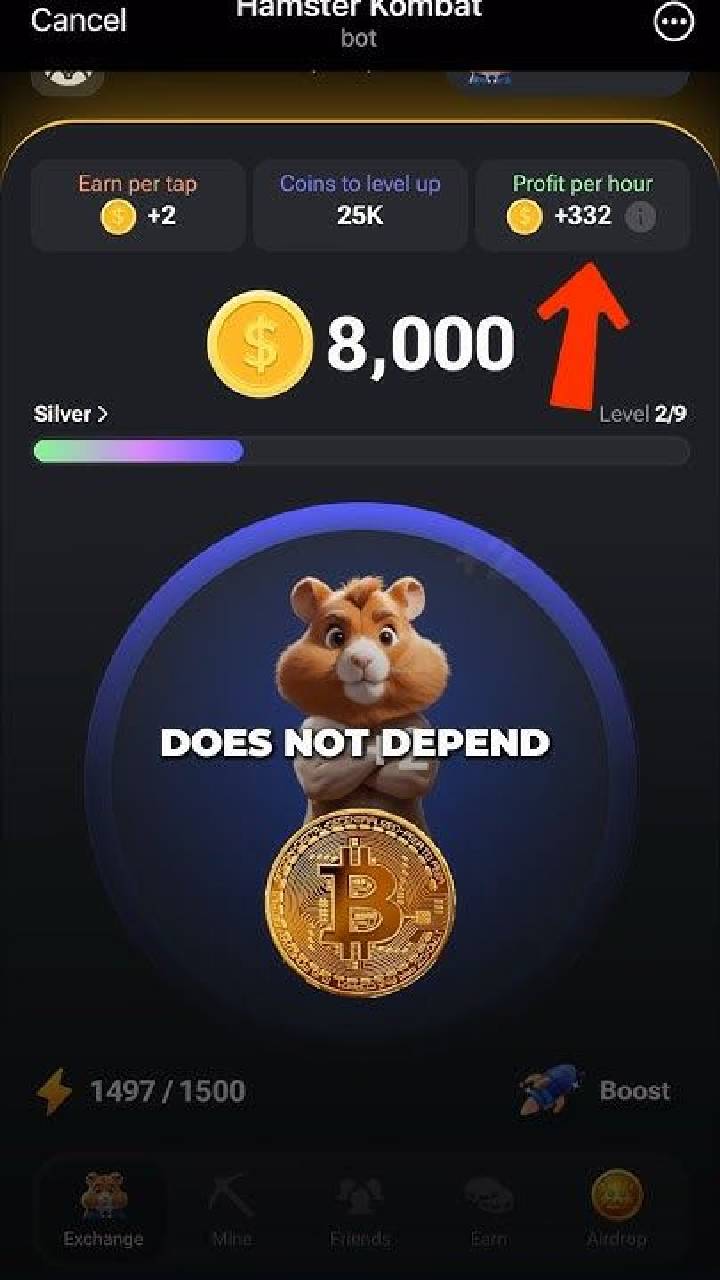 Cancel
Hamster Kombat
bot
Earn per tap
Coins to level up
Profit per hour
+2
25K
+332
8,000
Silver >
Level 2/9
DOES NOT DEPEND
1497 / 1500
Boost
Exchange
Mine
Friends
Earn
Airdrop